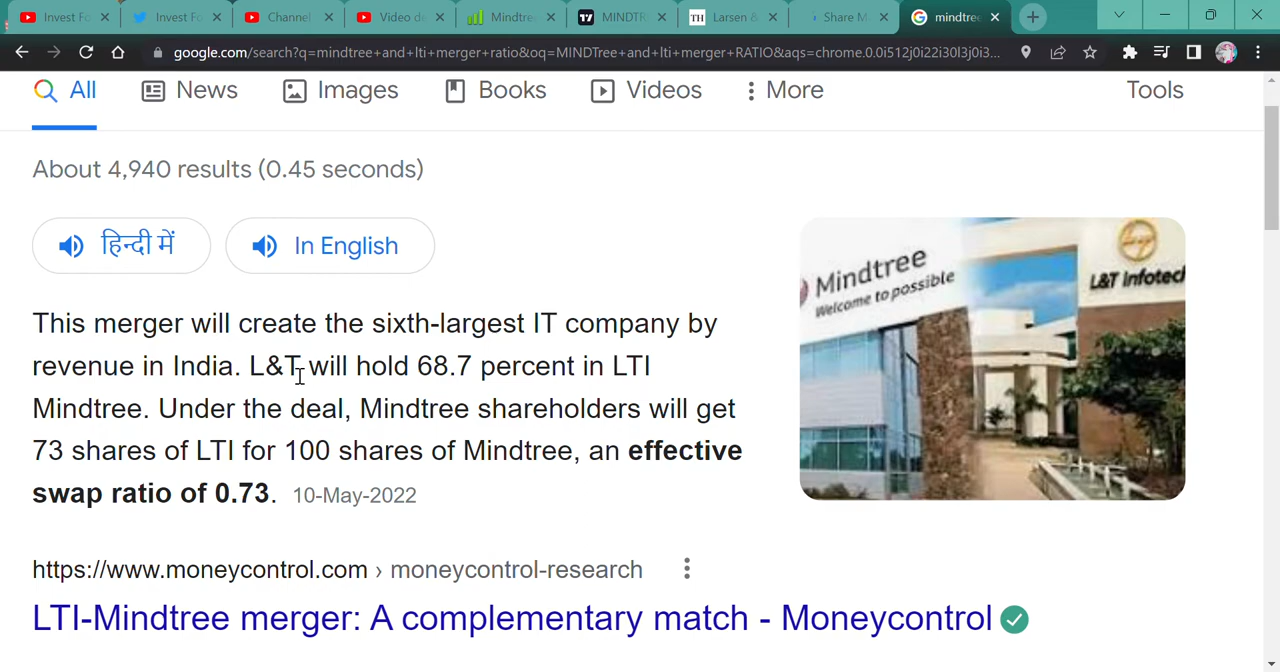 Invest Fo
Invest Fo
Channel
Video de
Mindtre
MINDTR
TH Larsen &
Share M
mindtree
google.com/search?q=mindtree+and+lti+merger+ratio&oq=MINDTree+and+lti+merger+RATIO&aqs=chrome.0.0i512j0i22i30l3j0i3...
All News Images Books Videos More Tools
About 4,940 results (0.45 seconds)
हिन्दी में In English
Mindtree
Welcome to possible
L&T Infotech
This merger will create the sixth-largest IT company by
revenue in India. L&T will hold 68.7 percent in LTI
Mindtree. Under the deal, Mindtree shareholders will get
73 shares of LTI for 100 shares of Mindtree, an effective
swap ratio of 0.73. 10-May-2022
https://www.moneycontrol.com › moneycontrol-research
LTI-Mindtree merger: A complementary match - Moneycontrol